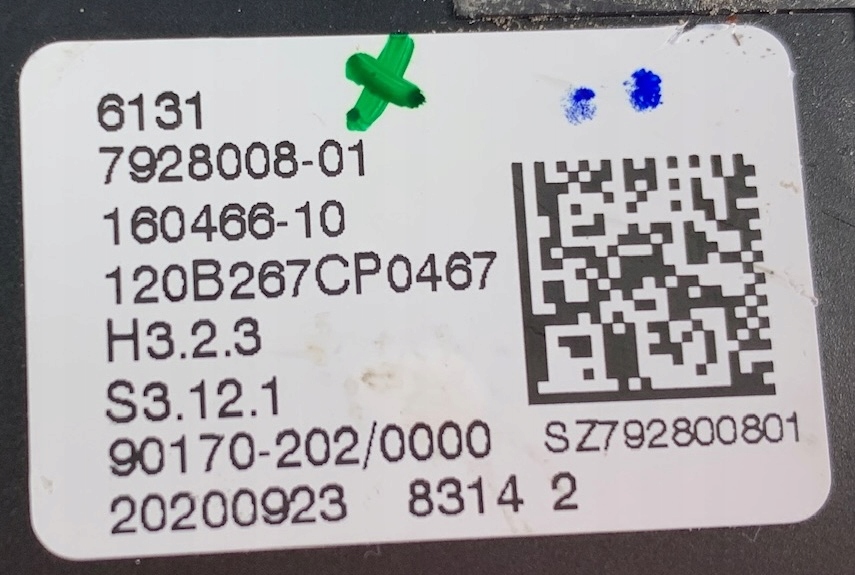 6131
7928008-01
160466-10
120B267CP0467
H3.2.3
S3.12.1
90170-202/0000
SZ792800801
20200923 8314 2